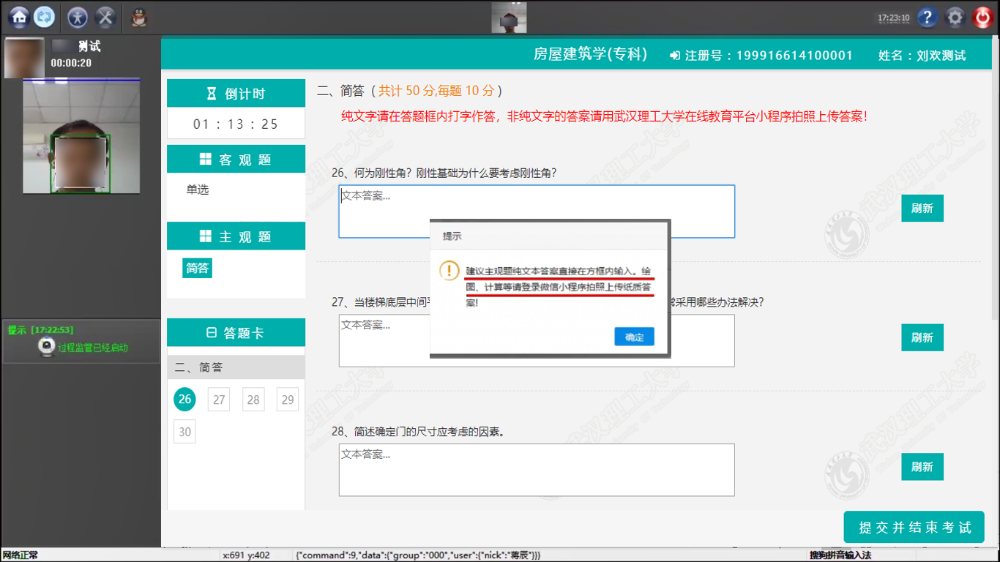 17:23:10
测试
00:00:20
房屋建筑学(专科)
注册号：199916614100001
姓名：刘欢测试
倒计时
01：13：25
客观题
单选
主观题
简答
提示 [17:22:53]
过程监管已经启动
答题卡
二、简答
26 27 28 29
30
二、简答（共计 50 分,每题 10 分）
纯文字请在答题框内打字作答，非纯文字的答案请用武汉理工大学在线教育平台小程序拍照上传答案!
26、何为刚性角？刚性基础为什么要考虑刚性角?
文本答案...
刷新
提示
建议主观题纯文本答案直接在方框内输入。绘
图、计算等请登录微信小程序拍照上传纸质答
案!
确定
27、当楼梯底层中间平
常采用哪些办法解决?
文本答案...
刷新
28、简述确定门的尺寸应考虑的因素。
文本答案...
刷新
武汉理工大学
Wuhan University of Technology
提交并结束考试
网络正常
x:691 y:402
{"command":9,"data":{"group":"000","user":{"nick":"蒋辰"}}}
搜狗拼音输入法